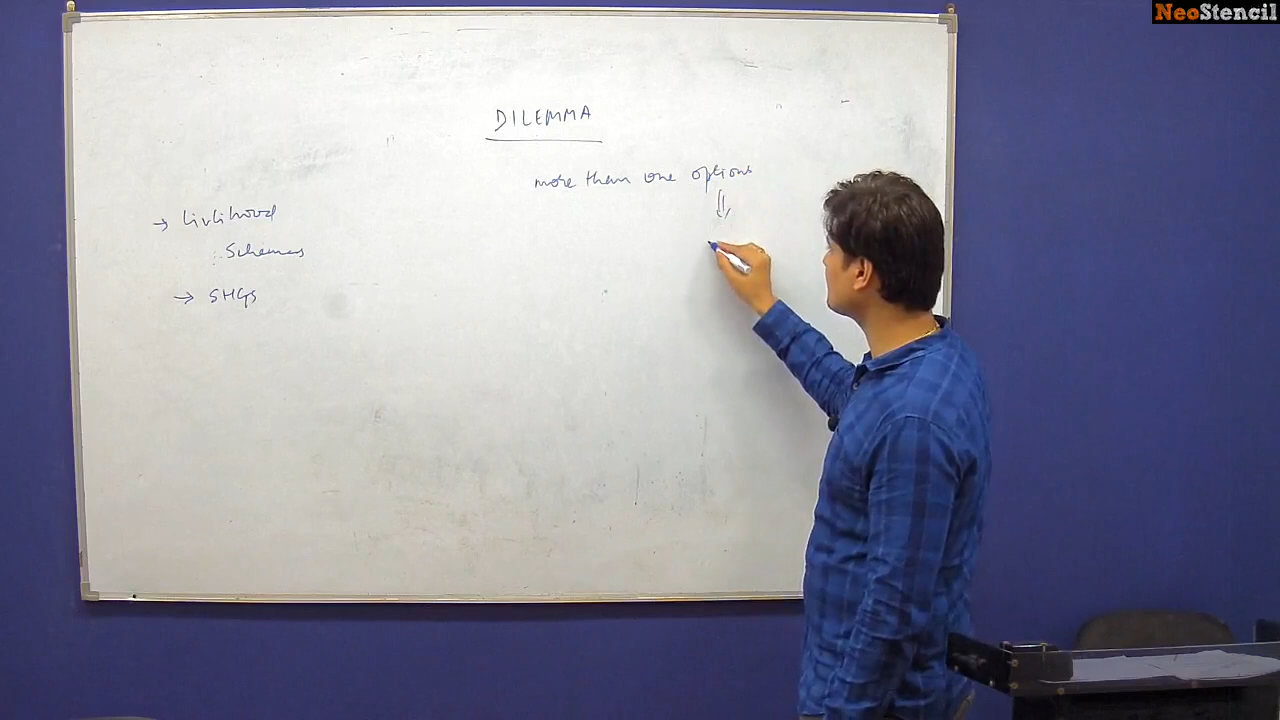 NeoStencil
DILEMMA
more than one options
→ Livlihood
Schemes
→ SHGs